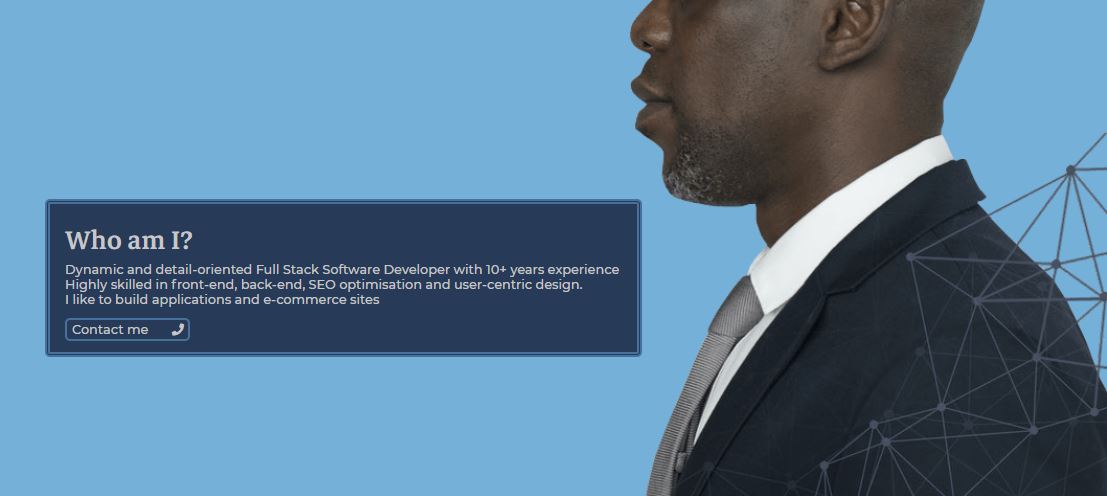 Who am I?
Dynamic and detail-oriented Full Stack Software Developer with 10+ years experience
Highly skilled in front-end, back-end, SEO optimisation and user-centric design.
I like to build applications and e-commerce sites
Contact me